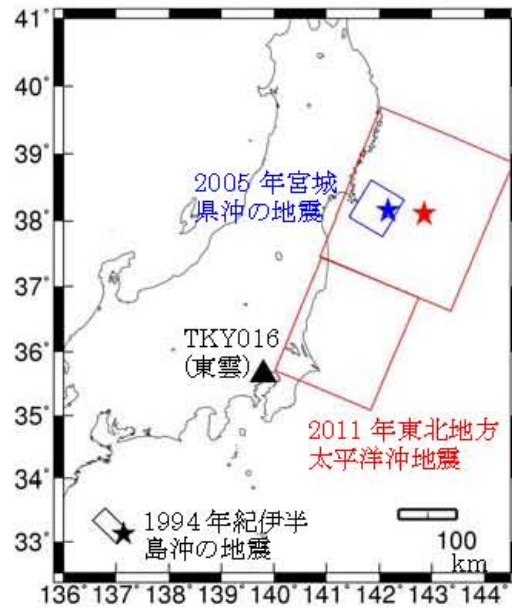 41°
40°
39°
38°
37°
36°
35°
34°
33°
2005 年宮城
県沖の地震
TKY016
(東雲)
2011 年東北地方
太平洋沖地震
1994 年紀伊半
島沖の地震
100
km
136° 137° 138° 139° 140° 141° 142° 143° 144°